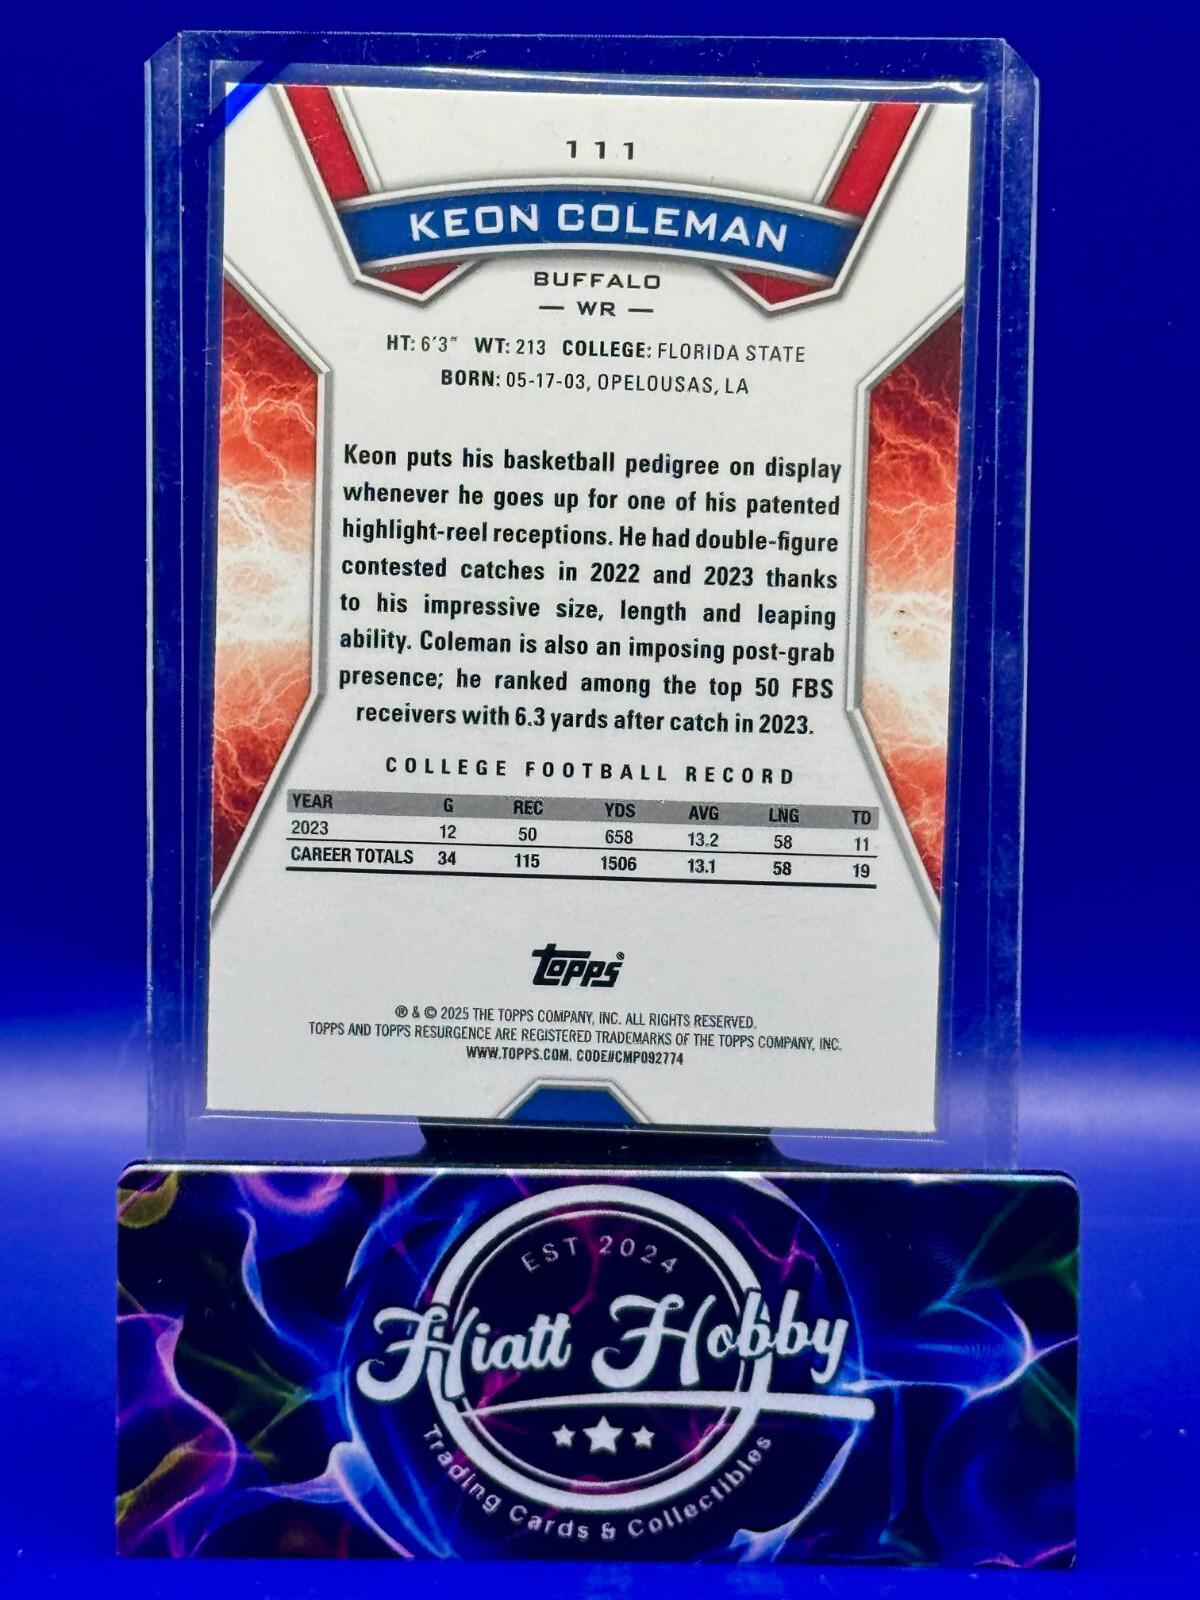 111
KEON COLEMAN
BUFFALO
— WR —
HT: 6'3" WT: 213 COLLEGE: FLORIDA STATE
BORN: 05-17-03, OPELOUSAS, LA
Keon puts his basketball pedigree on display
whenever he goes up for one of his patented
highlight-reel receptions. He had double-figure
contested catches in 2022 and 2023 thanks
to his impressive size, length and leaping
ability. Coleman is also an imposing post-grab
presence; he ranked among the top 50 FBS
receivers with 6.3 yards after catch in 2023.
COLLEGE FOOTBALL RECORD
YEAR G REC YDS AVG LNG TD
2023 12 50 658 13.2 58 11
CAREER TOTALS 34 115 1506 13.1 58 19
topps®
® & © 2025 THE TOPPS COMPANY, INC. ALL RIGHTS RESERVED.
TOPPS AND TOPPS RESURGENCE ARE REGISTERED TRADEMARKS OF THE TOPPS COMPANY, INC.
WWW.TOPPS.COM. CODE#CMP092774
EST 2024
Hiatt Hobby
Trading Cards & Collectibles